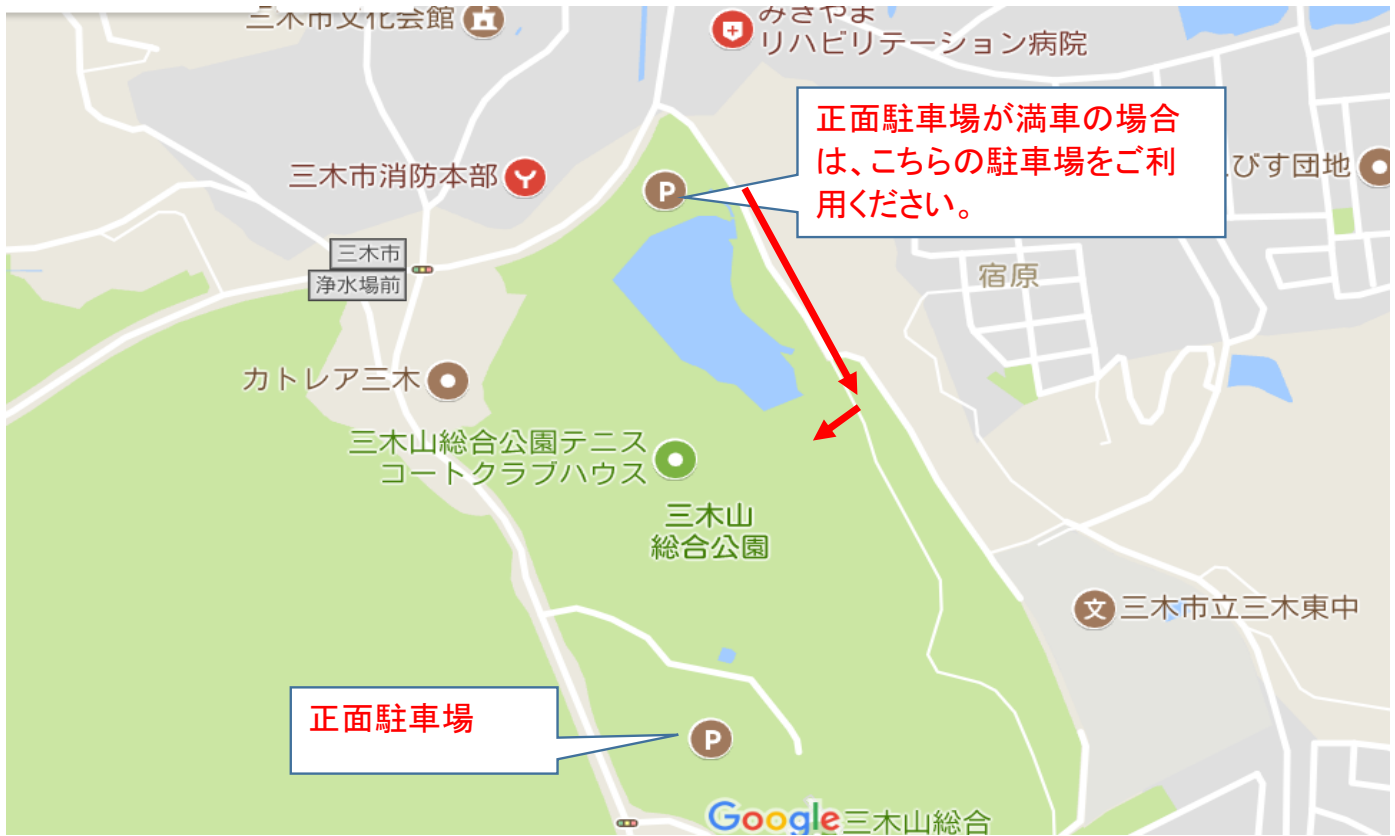 三木市文化会館
みきやま
リハビリテーション病院
正面駐車場が満車の場合
は、こちらの駐車場をご利
用ください。
三木市消防本部
P
びす団地
三木市
浄水場前
宿原
カトレア三木
三木山総合公園テニス
コートクラブハウス
三木山
総合公園
文
三木市立三木東中
正面駐車場
P
Google
三木山総合